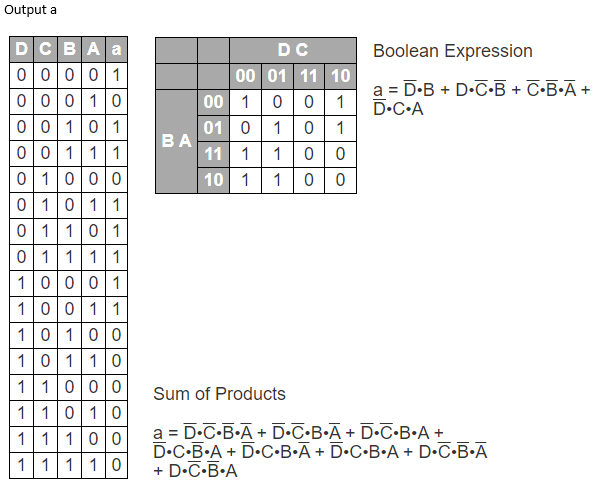 Output a
D C B A a
0 0 0 0 1
0 0 0 1 0
0 0 1 0 1
0 0 1 1 1
0 1 0 0 0
0 1 0 1 1
0 1 1 0 1
0 1 1 1 1
1 0 0 0 1
1 0 0 1 1
1 0 1 0 0
1 0 1 1 0
1 1 0 0 0
1 1 0 1 0
1 1 1 0 0
1 1 1 1 0
D C
00 01 11 10
B A
00 1 0 0 1
01 0 1 0 1
11 1 1 0 0
10 1 1 0 0
Boolean Expression
a = D̅•B + D•C̅•B̅ + C̅•B̅•A̅ +
D̅•C•A
Sum of Products
a = D̅•C̅•B̅•A̅ + D̅•C̅•B•A̅ + D̅•C̅•B•A +
D̅•C•B̅•A + D̅•C•B•A̅ + D̅•C•B•A + D•C̅•B̅•A̅
+ D•C̅•B̅•A